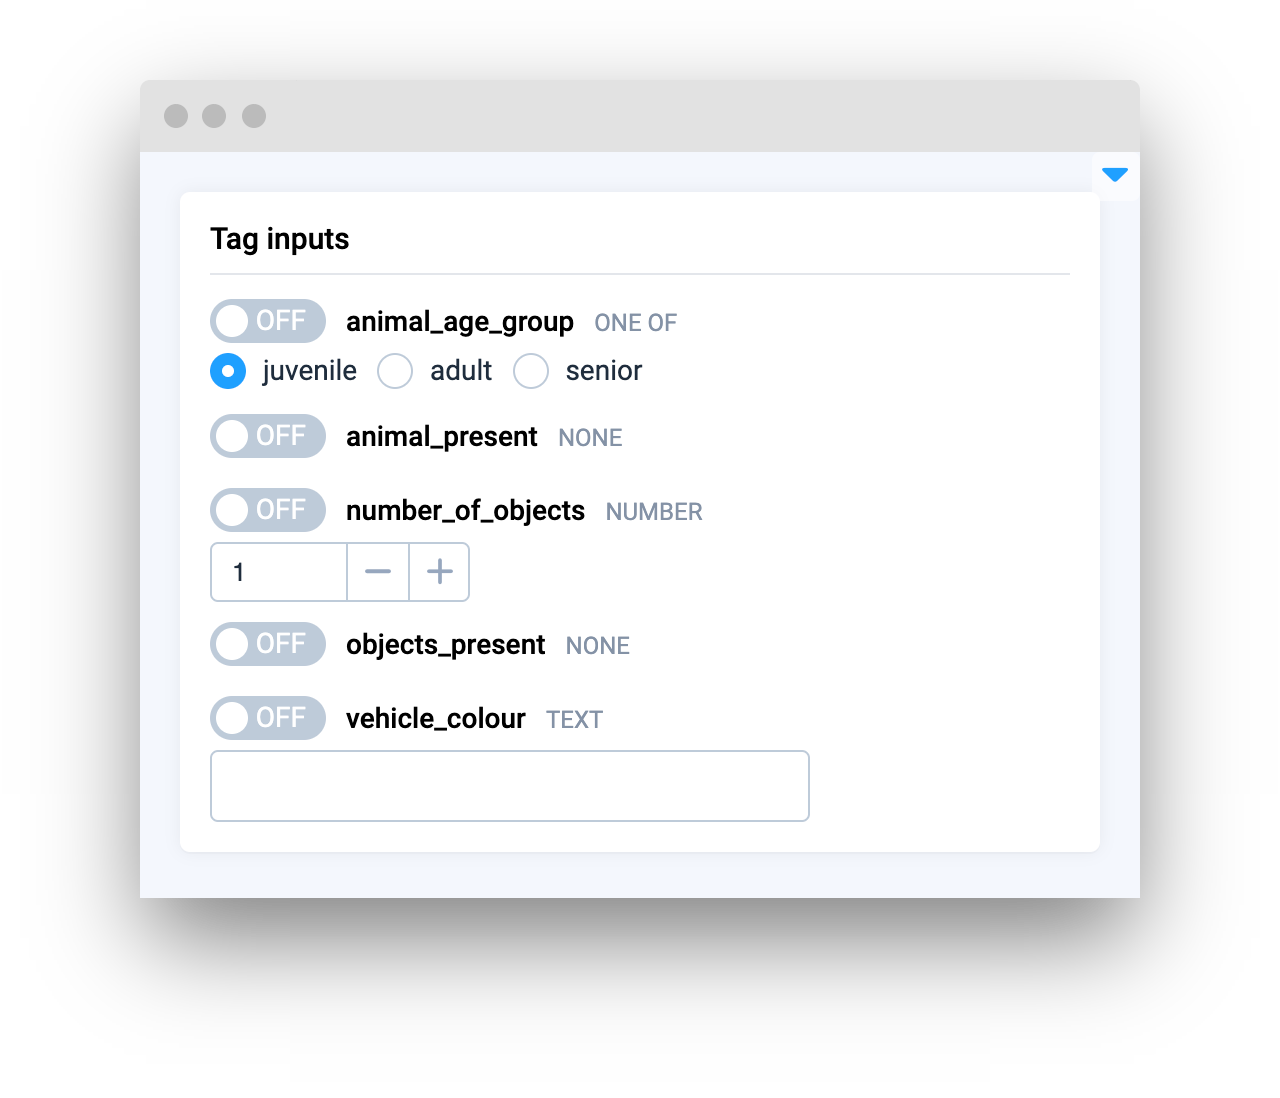 Tag inputs
OFF animal_age_group ONE OF
juvenile adult senior
OFF animal_present NONE
OFF number_of_objects NUMBER
1
OFF objects_present NONE
OFF vehicle_colour TEXT